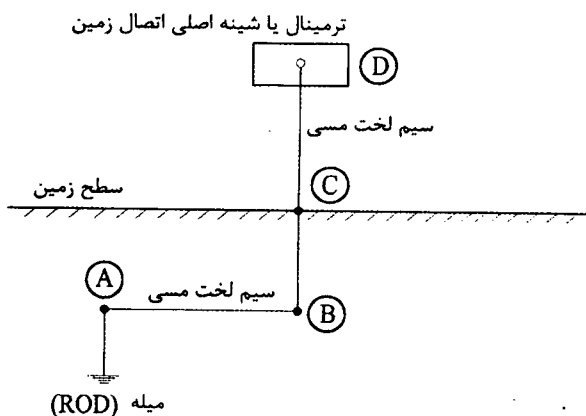 ترمینال یا شینه اصلی اتصال زمین
D
سیم لخت مسی
C
سطح زمین
A
سیم لخت مسی
B
میله (ROD)